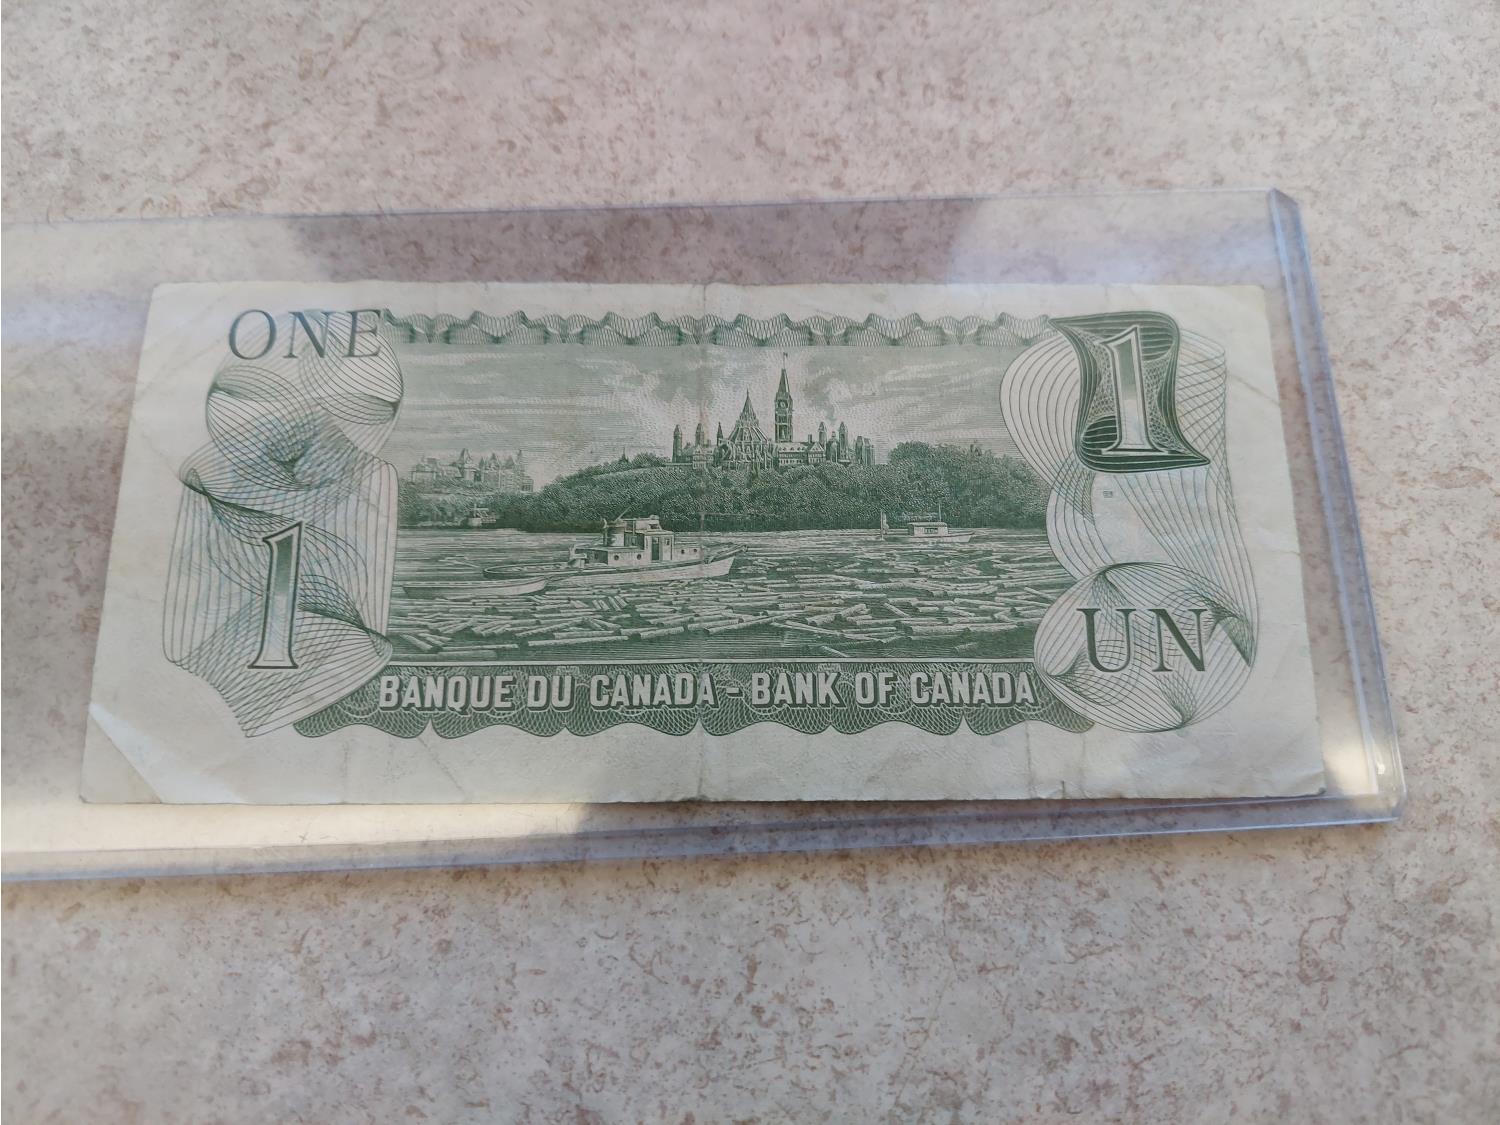 ONE
1
1
BANQUE DU CANADA - BANK OF CANADA
UN